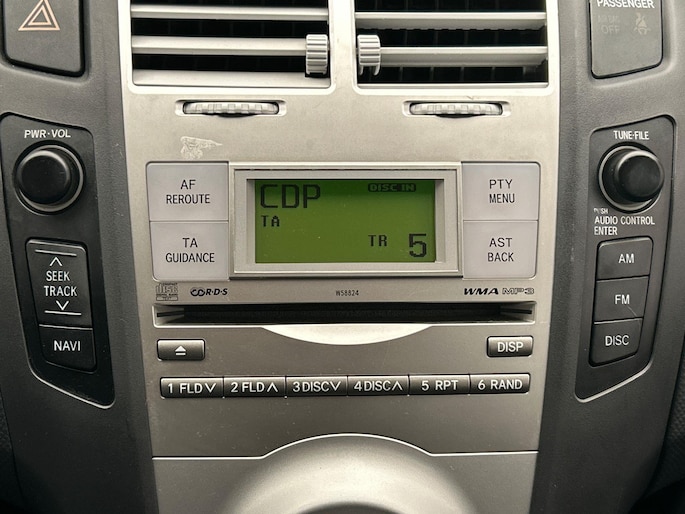 PASSENGER
OFF
PWR·VOL
TUNE·FILE
AF
REROUTE
CDP
DISC IN
PTY
MENU
TA
TA
GUIDANCE
TR 5
AST
BACK
PUSH
AUDIO CONTROL
ENTER
SEEK
TRACK
AM
R·D·S
W58824
WMA MP3
FM
NAVI
DISP
DISC
1 FLD
2 FLD
3 DISC
4 DISC
5 RPT
6 RAND